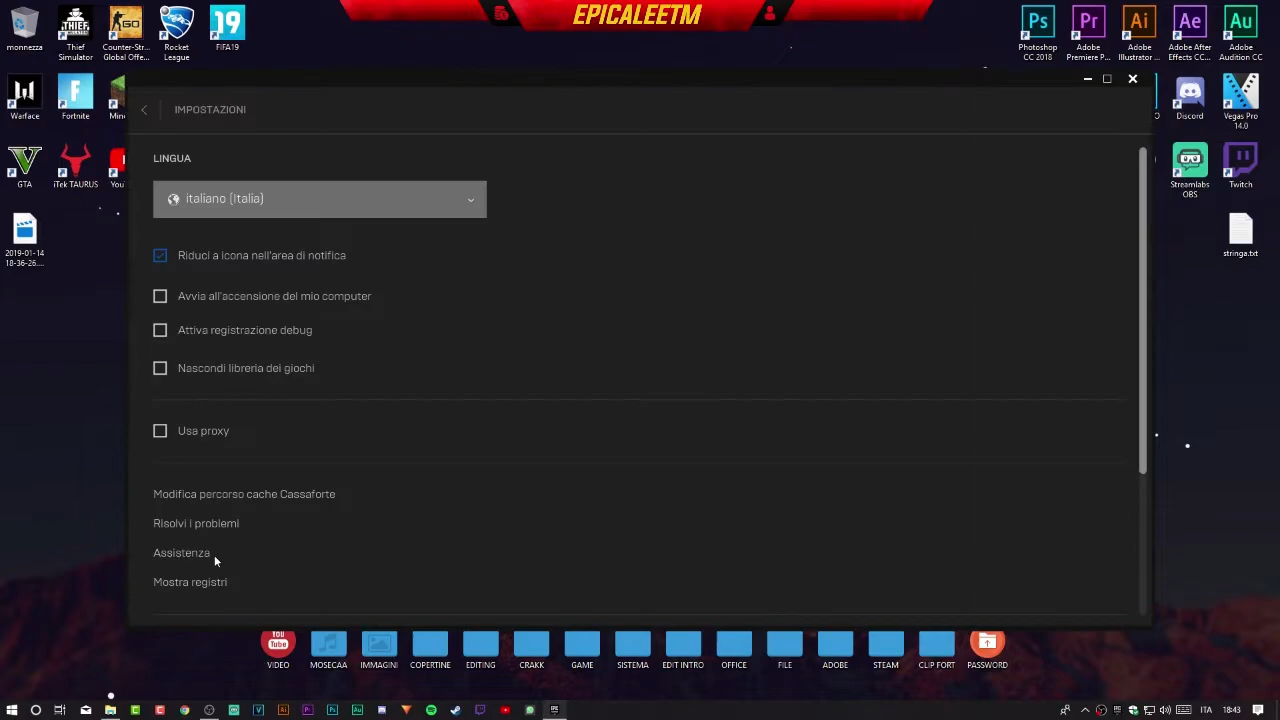 EPICALEETM
monnezza
Thief Simulator
Counter-Str... Global Offe...
Rocket League
FIFA19
Photoshop CC 2018
Adobe Premiere P...
Adobe Illustrator ...
Adobe After Effects CC...
Adobe Audition CC
IMPOSTAZIONI
Warface
Fortnite
Discord
Vegas Pro 14.0
LINGUA
italiano (Italia)
GTA
iTek TAURUS
Streamlabs OBS
Twitch
Riduci a icona nell'area di notifica
2019-01-14 18-36-26....
stringa.txt
Avvia all'accensione del mio computer
Attiva registrazione debug
Nascondi libreria dei giochi
Usa proxy
Modifica percorso cache Cassaforte
Risolvi i problemi
Assistenza
Mostra registri
VIDEO
MOSECAA
IMMAGINI
COPERTINE
EDITING
CRAKK
GAME
SISTEMA
EDIT INTRO
OFFICE
FILE
ADOBE
STEAM
CLIP FORT
PASSWORD
ITA
18:43